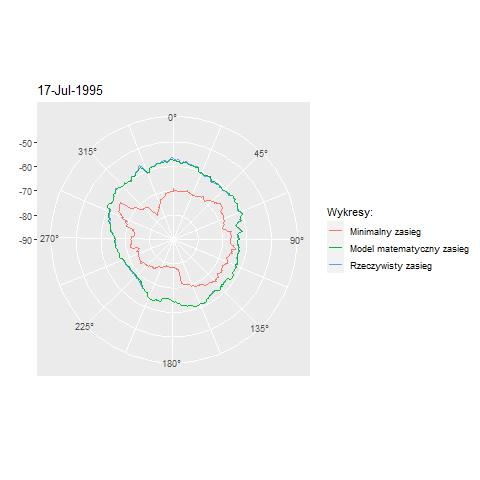 17-Jul-1995
0°
45°
90°
135°
180°
225°
270°
315°
-50
-60
-70
-80
-90
Wykresy:
Minimalny zasieg
Model matematyczny zasieg
Rzeczywisty zasieg